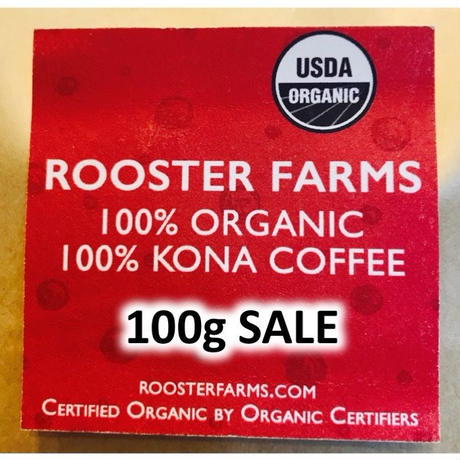 USDA
ORGANIC
ROOSTER FARMS
100% ORGANIC
100% KONA COFFEE
100g SALE
ROOSTERFARMS.COM
CERTIFIED ORGANIC BY ORGANIC CERTIFIERS